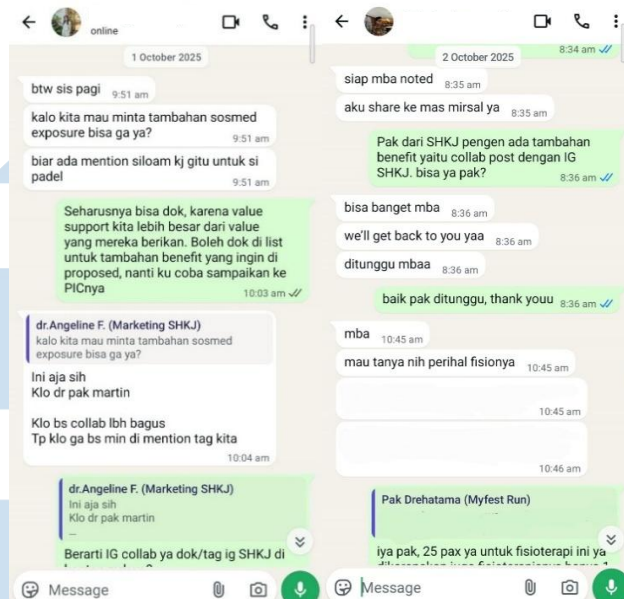 online
1 October 2025
btw sis pagi 9:51 am
kalo kita mau minta tambahan sosmed
exposure bisa ga ya? 9:51 am
biar ada mention siloam kj gitu untuk si
padel 9:51 am
Seharusnya bisa dok, karena value
support kita lebih besar dari value
yang mereka berikan. Boleh dok di list
untuk tambahan benefit yang ingin di
proposed, nanti ku coba sampaikan ke
PICnya 10:03 am
dr.Angeline F. (Marketing SHKJ)
kalo kita mau minta tambahan sosmed
exposure bisa ga ya?
Ini aja sih
Klo dr pak martin
Klo bs collab lbh bagus
Tp klo ga bs min di mention tag kita
10:04 am
dr.Angeline F. (Marketing SHKJ)
Ini aja sih
Klo dr pak martin
...
Berarti IG collab ya dok/tag ig SHKJ di
Message
8:34 am
2 October 2025
siap mba noted 8:35 am
aku share ke mas mirsal ya 8:35 am
Pak dari SHKJ pengen ada tambahan
benefit yaitu collab post dengan IG
SHKJ. bisa ya pak? 8:36 am
bisa banget mba 8:36 am
we'll get back to you yaa 8:36 am
ditunggu mbaa 8:36 am
baik pak ditunggu, thank youu 8:36 am
mba 10:45 am
mau tanya nih perihal fisionya 10:45 am
10:45 am
10:46 am
Pak Drehatama (Myfest Run)
iya pak, 25 pax ya untuk fisioterapi ini ya
Message